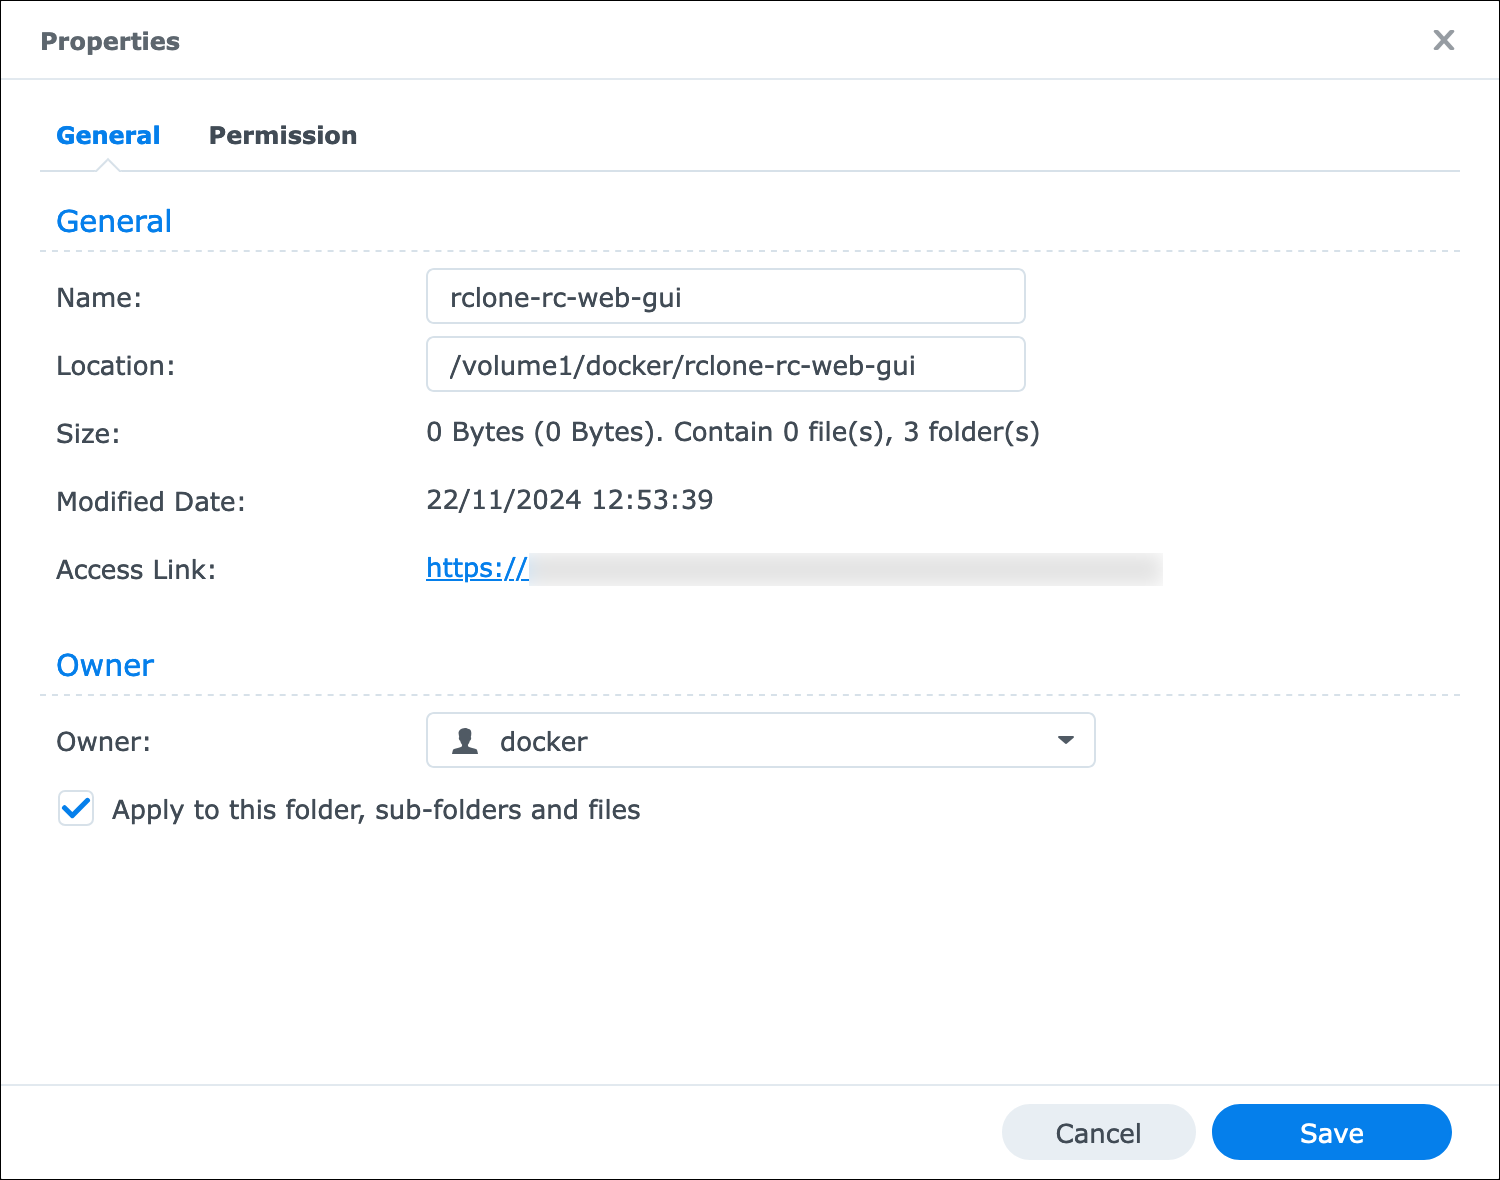 Properties
General Permission
General
Name: rclone-rc-web-gui
Location: /volume1/docker/rclone-rc-web-gui
Size: 0 Bytes (0 Bytes). Contain 0 file(s), 3 folder(s)
Modified Date: 22/11/2024 12:53:39
Access Link: https://
Owner
Owner: docker
Apply to this folder, sub-folders and files
Cancel Save